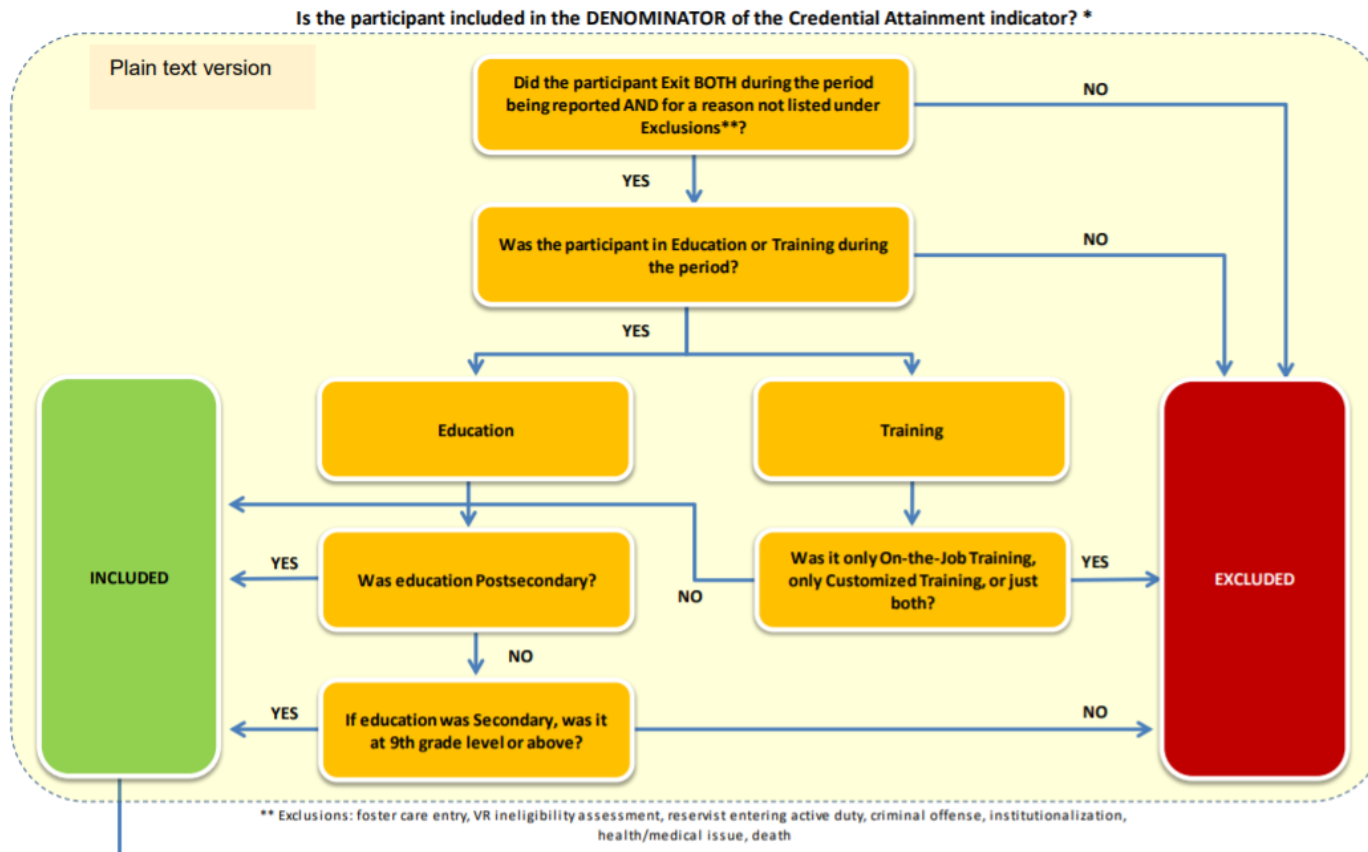 Is the participant included in the DENOMINATOR of the Credential Attainment indicator? *
Plain text version
Did the participant Exit BOTH during the period
being reported AND for a reason not listed under
Exclusions**?
NO
YES
Was the participant in Education or Training during
the period?
NO
YES
Education
Training
INCLUDED
YES
Was education Postsecondary?
NO
Was it only On-the-Job Training,
only Customized Training, or just
both?
YES
EXCLUDED
NO
YES
If education was Secondary, was it
at 9th grade level or above?
NO
** Exclusions: foster care entry, VR ineligibility assessment, reservist entering active duty, criminal offense, institutionalization,
health/medical issue, death